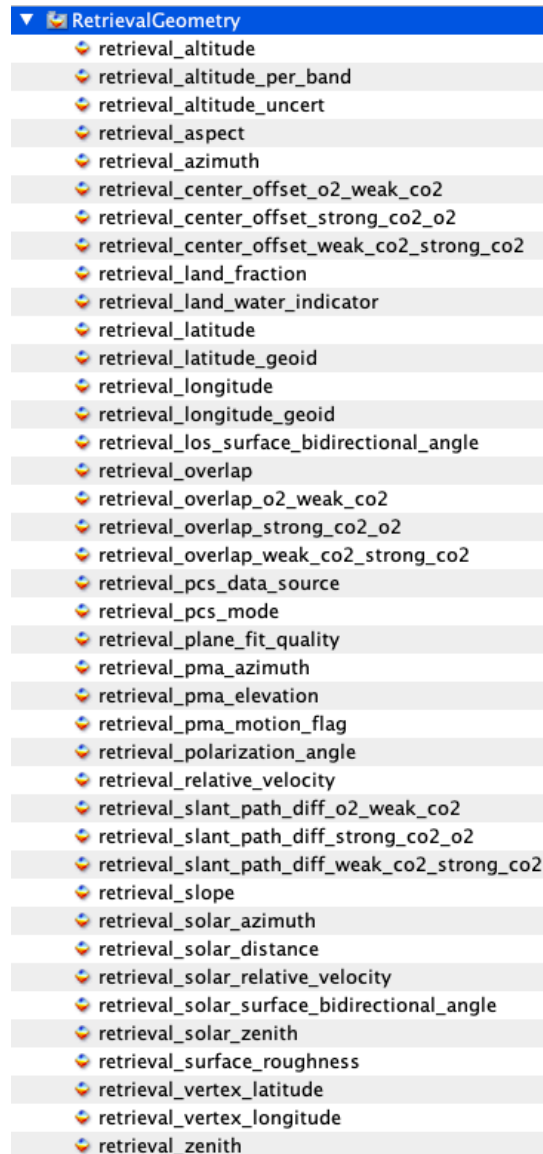 RetrievalGeometry
retrieval_altitude
retrieval_altitude_per_band
retrieval_altitude_uncert
retrieval_aspect
retrieval_azimuth
retrieval_center_offset_o2_weak_co2
retrieval_center_offset_strong_co2_o2
retrieval_center_offset_weak_co2_strong_co2
retrieval_land_fraction
retrieval_land_water_indicator
retrieval_latitude
retrieval_latitude_geoid
retrieval_longitude
retrieval_longitude_geoid
retrieval_los_surface_bidirectional_angle
retrieval_overlap
retrieval_overlap_o2_weak_co2
retrieval_overlap_strong_co2_o2
retrieval_overlap_weak_co2_strong_co2
retrieval_pcs_data_source
retrieval_pcs_mode
retrieval_plane_fit_quality
retrieval_pma_azimuth
retrieval_pma_elevation
retrieval_pma_motion_flag
retrieval_polarization_angle
retrieval_relative_velocity
retrieval_slant_path_diff_o2_weak_co2
retrieval_slant_path_diff_strong_co2_o2
retrieval_slant_path_diff_weak_co2_strong_co2
retrieval_slope
retrieval_solar_azimuth
retrieval_solar_distance
retrieval_solar_relative_velocity
retrieval_solar_surface_bidirectional_angle
retrieval_solar_zenith
retrieval_surface_roughness
retrieval_vertex_latitude
retrieval_vertex_longitude
retrieval_zenith